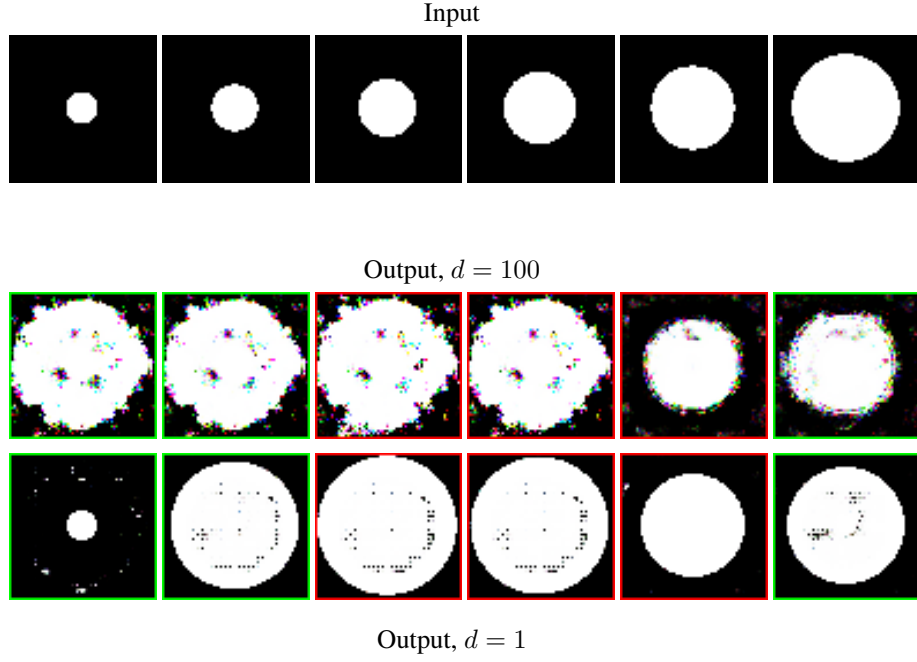 Input
Output, d = 100
Output, d = 1